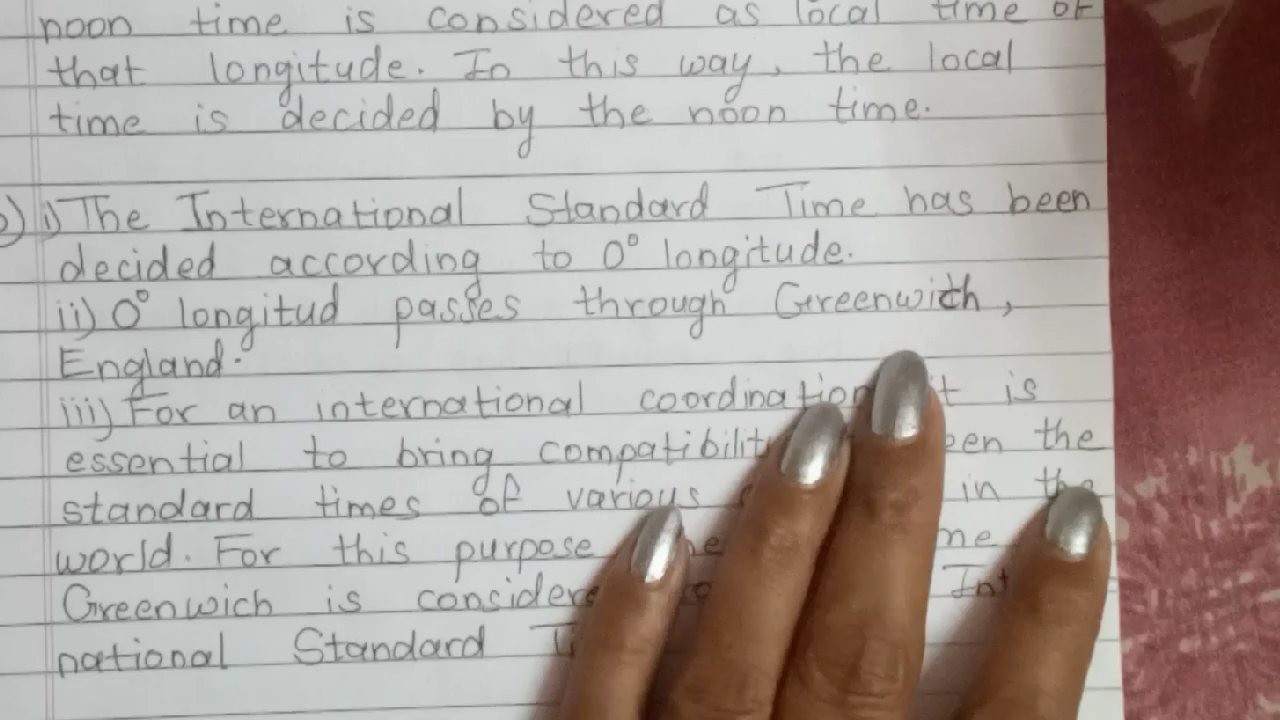 noon time is considered as local time of
that longitude. In this way, the local
time is decided by the noon time.
i) The International Standard Time has been
decided according to 0° longitude.
ii) 0° longitud passes through Greenwich,
England.
iii) For an international coordination it is
essential to bring compatibility the
standard times of various in the
world. For this purpose
Greenwich is
national Standard